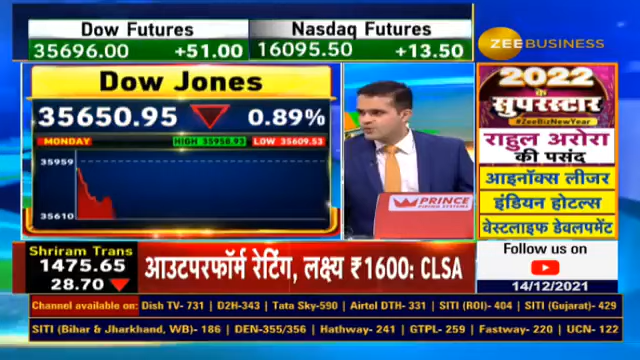 Dow Futures
35696.00 +51.00
Nasdaq Futures
16095.50 +13.50
ZEE BUSINESS
Dow Jones
35650.95 0.89%
MONDAY HIGH 35950.93 LOW 35609.53
35959
35610
2022
के
सुपरस्टार
#ZeeBizNewYear
राहुल अरोरा
की पसंद
आइनॉक्स लीजर
इंडियन होटल्स
वेस्टलाइफ डेवलपमेंट
PRINCE
PIPING SYSTEMS
Shriram Trans
1475.65
28.70
आउटपरफॉर्म रेटिंग, लक्ष्य ₹1600: CLSA
Follow us on
14/12/2021
Channel available on: Dish TV- 731 | D2H-343 | Tata Sky-590 | Airtel DTH- 331 | SITI (ROI)- 404 | SITI (Gujarat)- 429
SITI (Bihar & Jharkhand, WB)- 186 | DEN-355/356 | Hathway- 241 | GTPL- 259 | Fastway- 220 | UCN- 122